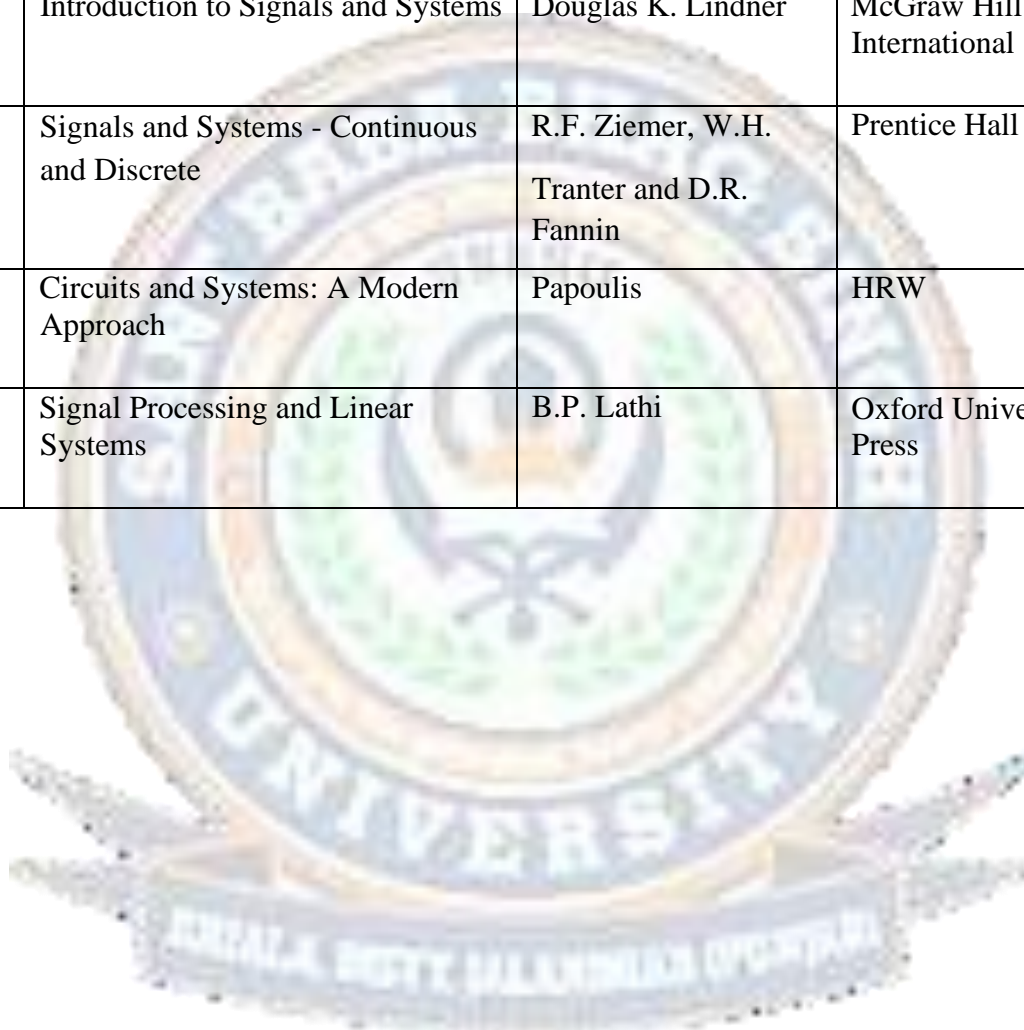 Introduction to Signals and Systems
Douglas K. Lindner
McGraw Hill
International
Signals and Systems - Continuous
and Discrete
R.F. Ziemer, W.H.
Tranter and D.R.
Fannin
Prentice Hall
Circuits and Systems: A Modern
Approach
Papoulis
HRW
Signal Processing and Linear
Systems
B.P. Lathi
Oxford Unive
Press
UNIVERSITY